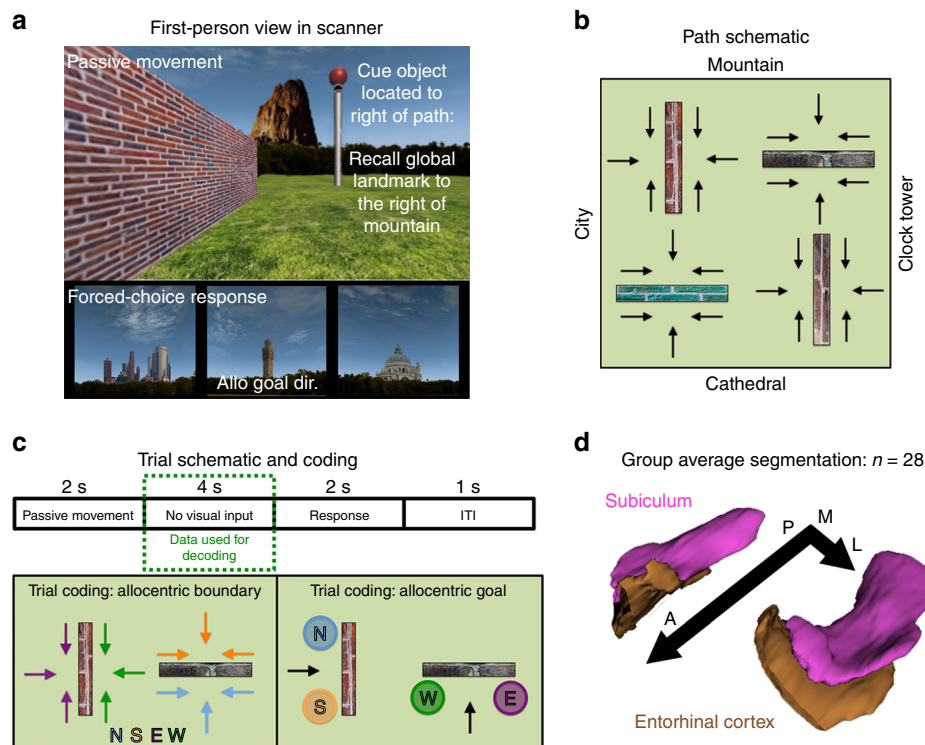 a
First-person view in scanner
Passive movement
Cue object
located to
right of path:
Recall global
landmark to
the right of
mountain
Forced-choice response
Allo goal dir.
b
Path schematic
Mountain
City
Clock tower
Cathedral
c
Trial schematic and coding
2 s 4 s 2 s 1 s
Passive movement No visual input Response ITI
Data used for
decoding
Trial coding: allocentric boundary
N S E W
Trial coding: allocentric goal
N
S
W E
d
Group average segmentation: n = 28
Subiculum
P M
L
A
Entorhinal cortex